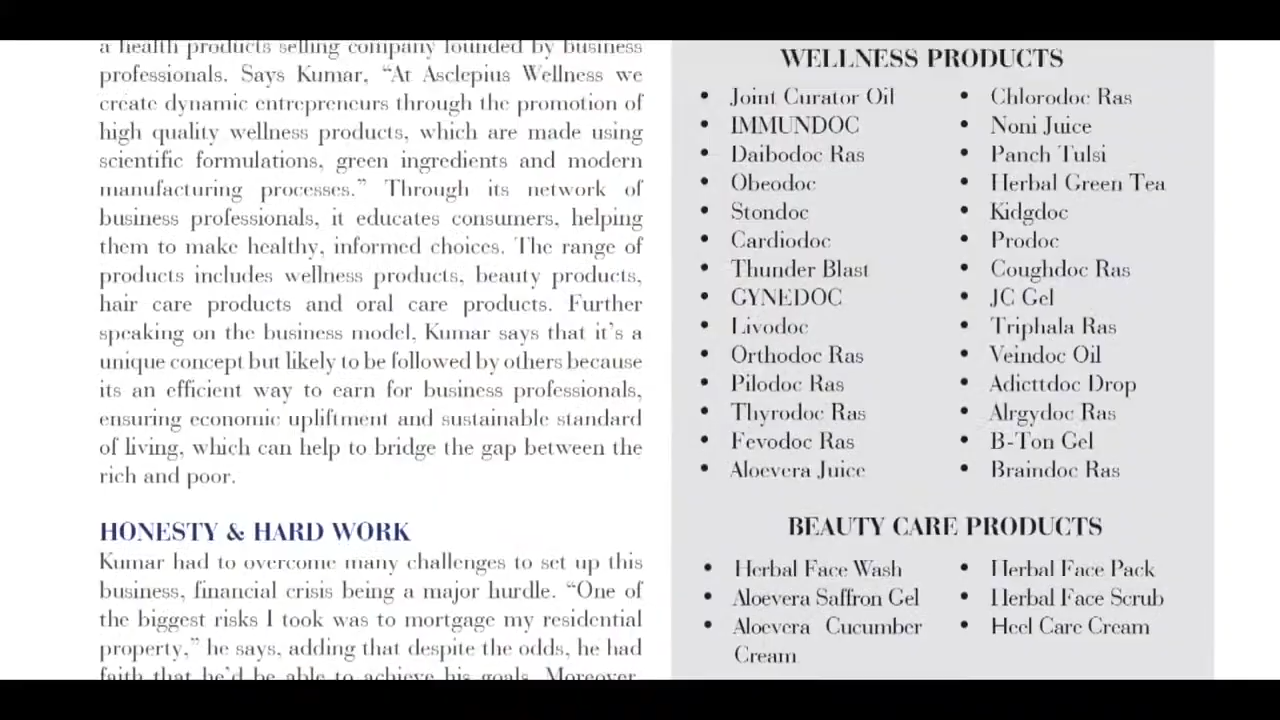 a health products selling company founded by business
professionals. Says Kumar, “At Asclepius Wellness we
create dynamic entrepreneurs through the promotion of
high quality wellness products, which are made using
scientific formulations, green ingredients and modern
manufacturing processes.” Through its network of
business professionals, it educates consumers, helping
them to make healthy, informed choices. The range of
products includes wellness products, beauty products,
hair care products and oral care products. Further
speaking on the business model, Kumar says that it’s a
unique concept but likely to be followed by others because
its an efficient way to earn for business professionals,
ensuring economic upliftment and sustainable standard
of living, which can help to bridge the gap between the
rich and poor.
HONESTY & HARD WORK
Kumar had to overcome many challenges to set up this
business, financial crisis being a major hurdle. “One of
the biggest risks I took was to mortgage my residential
property,” he says, adding that despite the odds, he had
faith that he’d be able to achieve his goals. Moreover,
WELLNESS PRODUCTS
• Joint Curator Oil
• IMMUNDOC
• Daibodoc Ras
• Obeodoc
• Stondoc
• Cardiodoc
• Thunder Blast
• GYNEDOC
• Livodoc
• Orthodoc Ras
• Pilodoc Ras
• Thyrodoc Ras
• Fevodoc Ras
• Aloevera Juice
• Chlorodoc Ras
• Noni Juice
• Panch Tulsi
• Herbal Green Tea
• Kidgdoc
• Prodoc
• Coughdoc Ras
• JC Gel
• Triphala Ras
• Veindoc Oil
• Adicttdoc Drop
• Alrgydoc Ras
• B-Ton Gel
• Braindoc Ras
BEAUTY CARE PRODUCTS
• Herbal Face Wash
• Aloevera Saffron Gel
• Aloevera Cucumber
Cream
• Herbal Face Pack
• Herbal Face Scrub
• Heel Care Cream